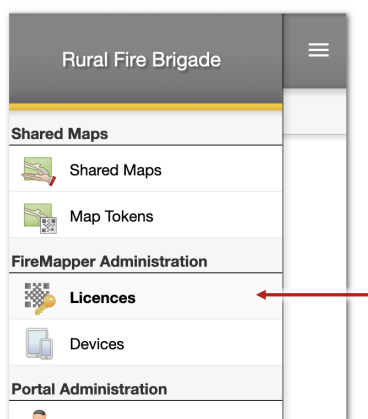 Rural Fire Brigade
Shared Maps
Shared Maps
Map Tokens
FireMapper Administration
Licences
Devices
Portal Administration